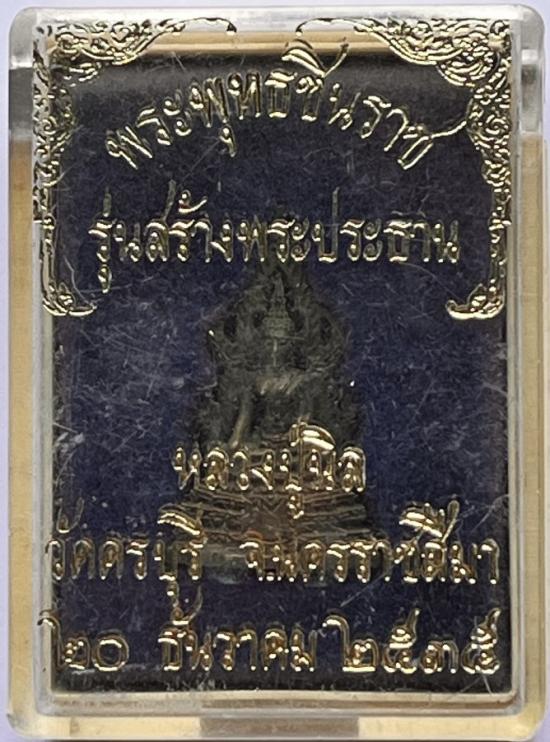 พระพุทธชินราช
รุ่นสร้างพระประธาน
หลวงปู่นิล
วัดครบุรี จ.นครราชสีมา
๒๐ ธันวาคม ๒๕๓๕